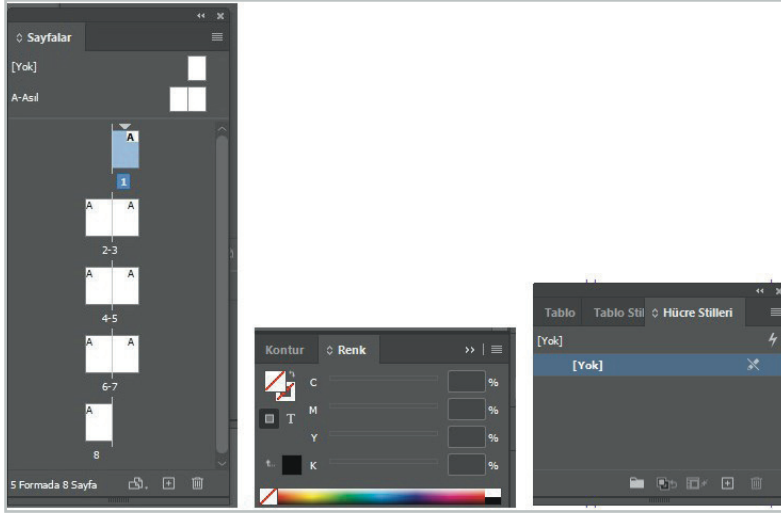 Sayfalar
[Yok]
A-Asıl
A
1
A A
2-3
A A
4-5
A A
6-7
A
8
5 Formada 8 Sayfa
Kontur Renk
C %
T M %
Y %
K %
Tablo Tablo Stil Hücre Stilleri
[Yok]
[Yok]